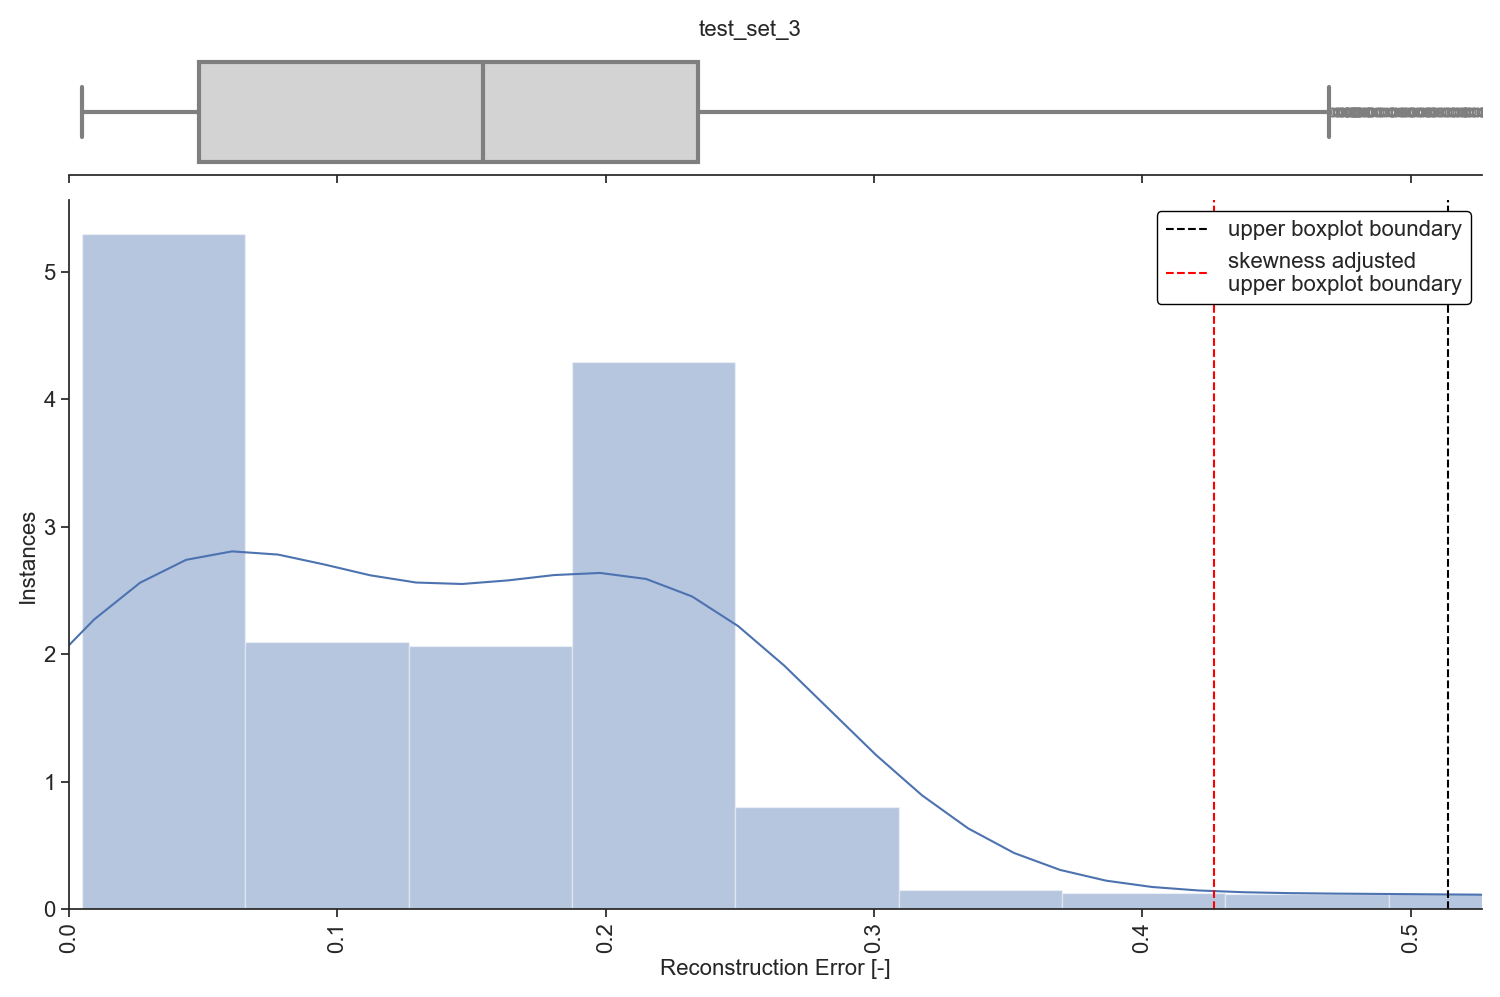 test_set_3
upper boxplot boundary
skewness adjusted
upper boxplot boundary
5
4
3
2
1
0
Instances
0.0
0.1
0.2
0.3
0.4
0.5
Reconstruction Error [-]